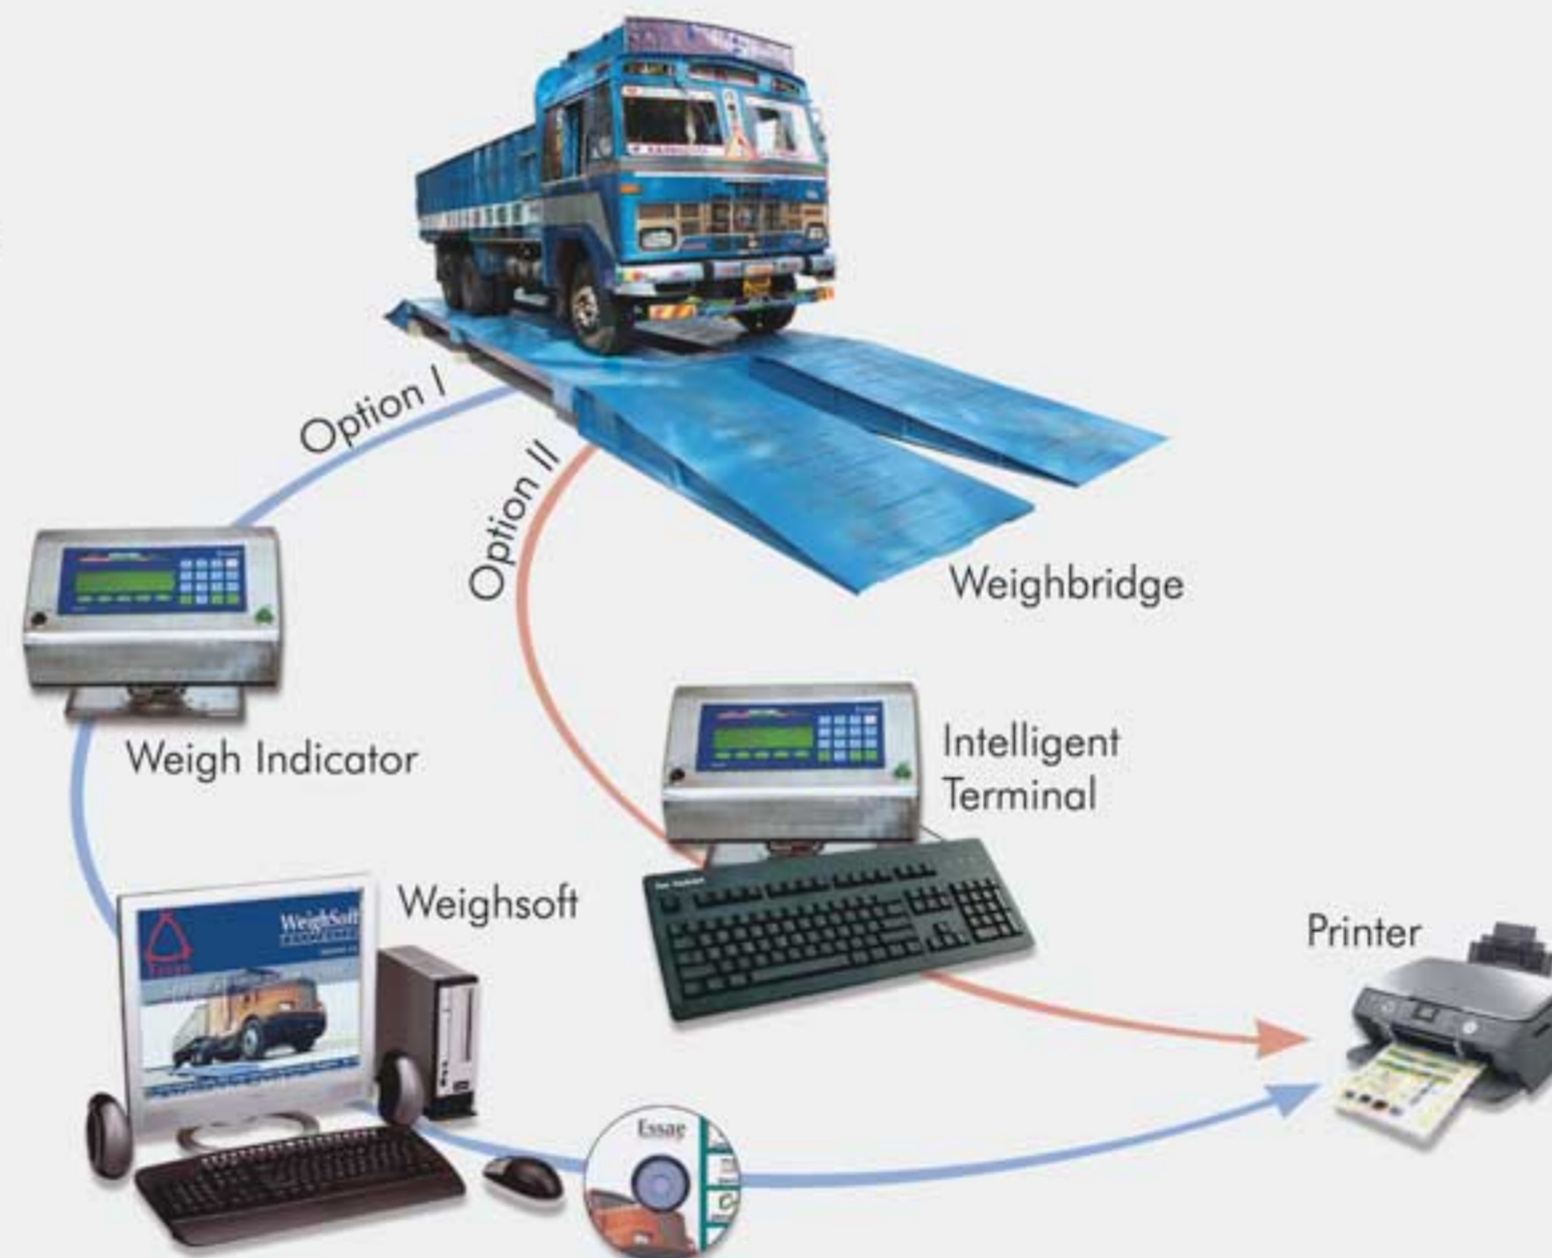 Option I
Option II
Weighbridge
Weigh Indicator
Intelligent
Terminal
Weighsoft
WeighSoft
Printer
Essae